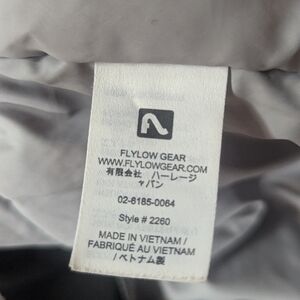 FLYLOW GEAR
WWW.FLYLOWGEAR.COM
有限会社 ハーレージ
ャパン
02-6185-0064
Style # 2260
MADE IN VIETNAM /
FABRIQUÉ AU VIETNAM
/ ベトナム製